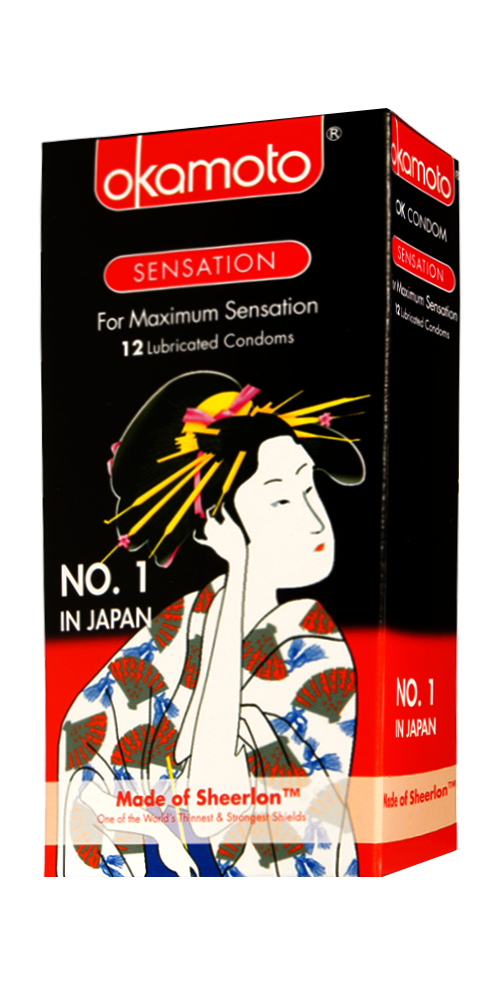 okamoto®
SENSATION
For Maximum Sensation
12 Lubricated Condoms
NO. 1
IN JAPAN
Made of Sheerlon™
One of the World's Thinnest & Strongest Shields
okamoto
OK CONDOM
SENSATION
For Maximum Sensation
12 Lubricated Condoms
NO. 1
IN JAPAN
Made of Sheerlon™